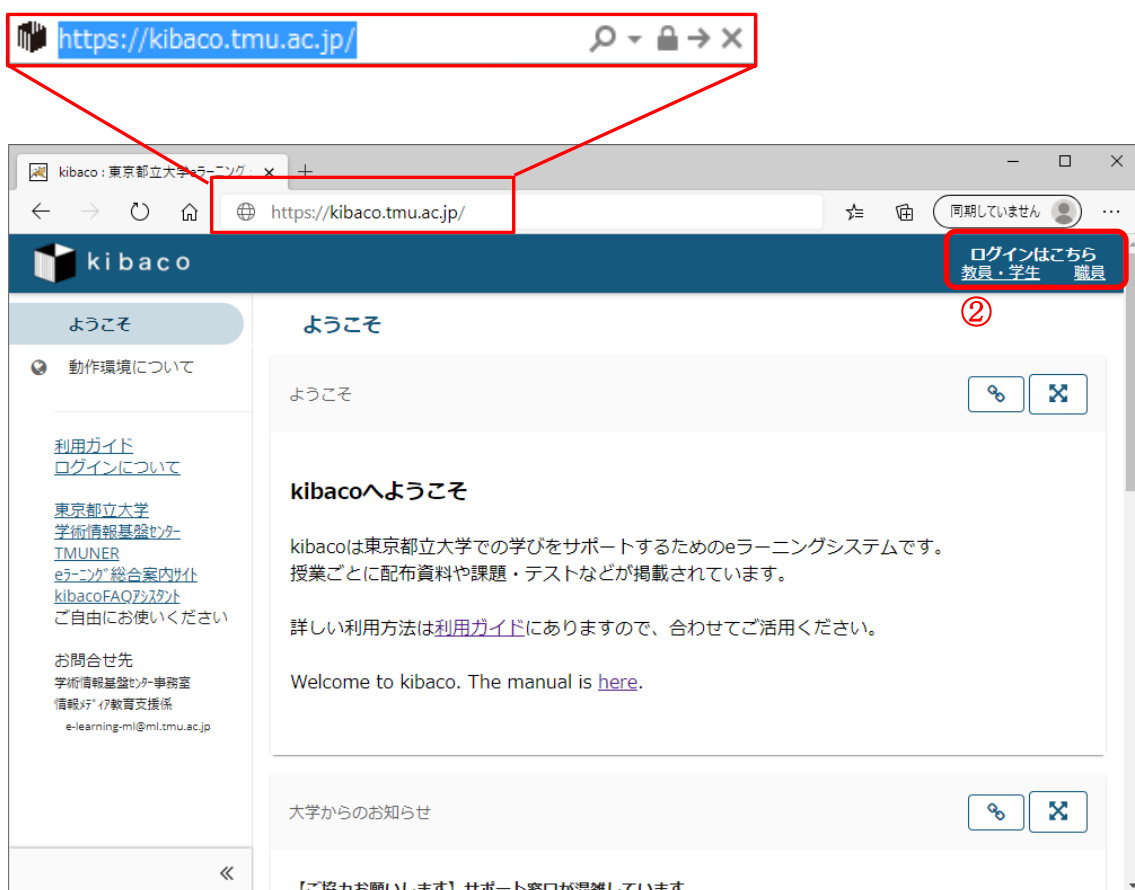 https://kibaco.tmu.ac.jp/
kibaco : 東京都立大学eラーニング
https://kibaco.tmu.ac.jp/
同期していません
kibaco
ログインはこちら
教員・学生 職員
②
ようこそ
動作環境について
利用ガイド
ログインについて
東京都立大学
学術情報基盤ｾﾝﾀｰ
TMUNER
eﾗｰﾆﾝｸﾞ総合案内ｻｲﾄ
kibacoFAQｱｼｽﾀﾝﾄ
ご自由にお使いください
お問合せ先
学術情報基盤ｾﾝﾀｰ事務室
情報ﾒﾃﾞｨｱ教育支援係
e-learning-ml@ml.tmu.ac.jp
ようこそ
ようこそ
kibacoへようこそ
kibacoは東京都立大学での学びをサポートするためのeラーニングシステムです。
授業ごとに配布資料や課題・テストなどが掲載されています。
詳しい利用方法は利用ガイドにありますので、合わせてご活用ください。
Welcome to kibaco. The manual is here.
大学からのお知らせ
【ご協力お願いします】サポート窓口が混雑しています